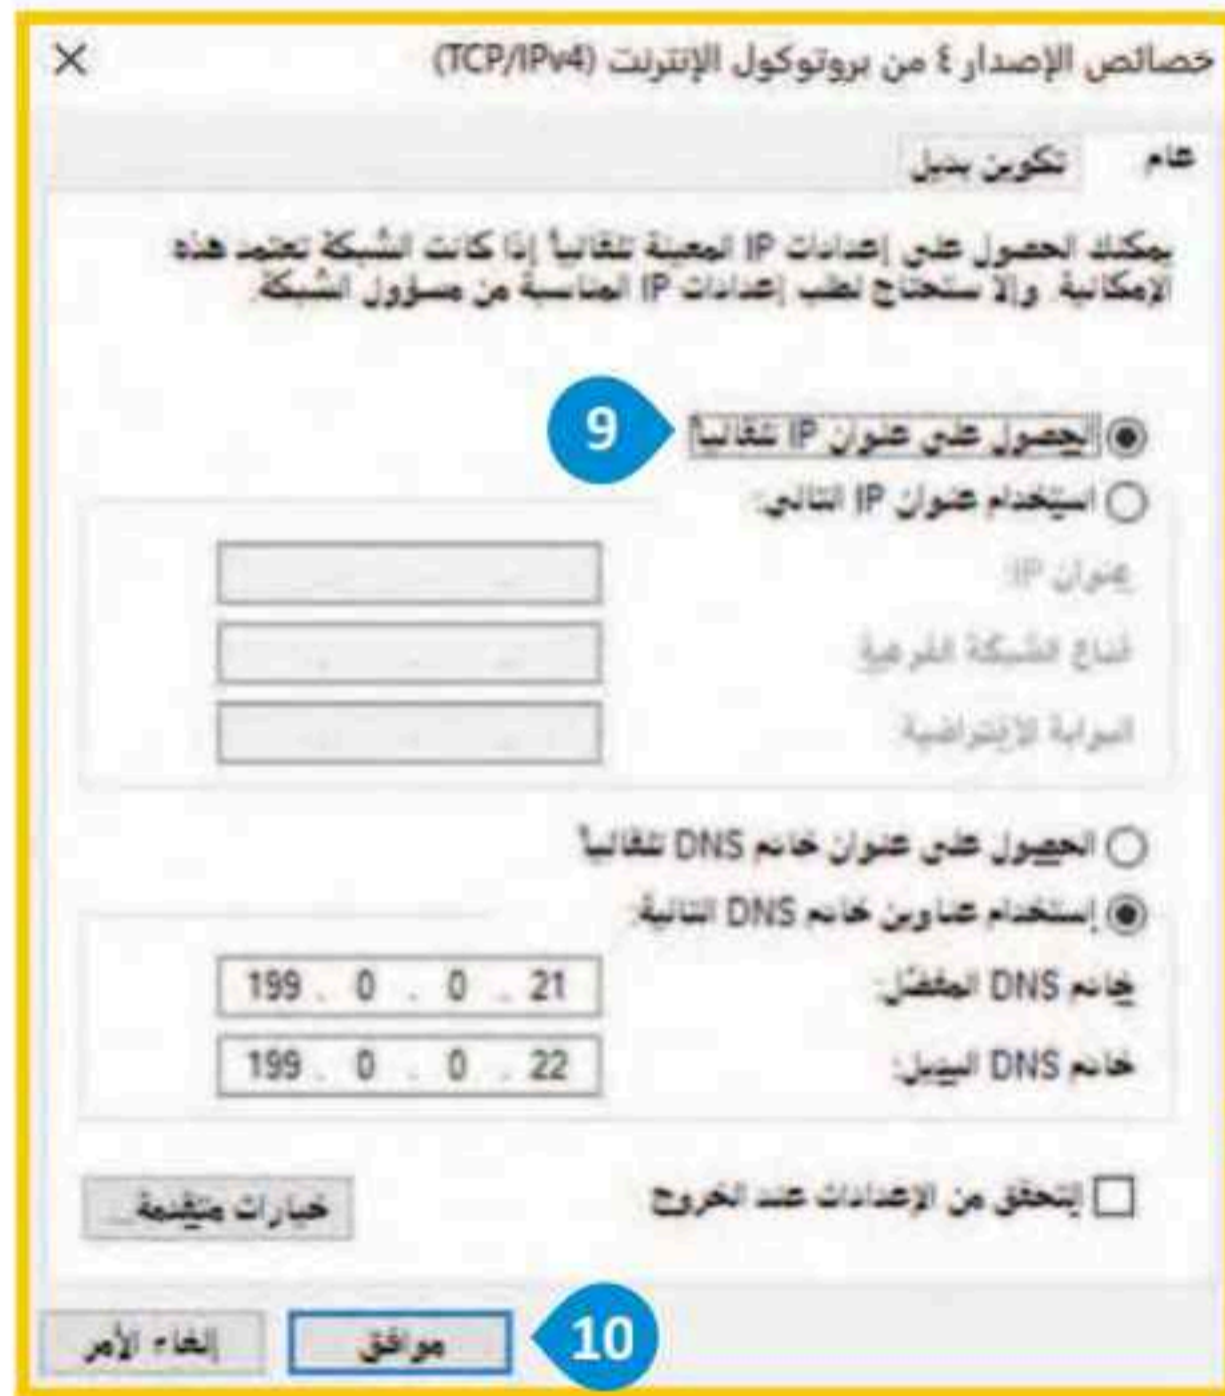 خصائص الإصدار ٤ من بروتوكول الإنترنت (TCP/IPv4)
عام
تكوين بديل
يمكنك الحصول على إعدادات IP المعينة تلقائياً إذا كانت الشبكة تعتمد هذه
الإمكانية. وإلا ستحتاج لطلب إعدادات IP المناسبة من مسؤول الشبكة.
الحصول على عنوان IP تلقائياً
9
استخدام عنوان IP التالي:
عنوان IP:
قناع الشبكة الفرعية
البوابة الافتراضية
الحصول على عنوان خادم DNS تلقائياً
إستخدام عناوين خادم DNS التالية:
خادم DNS المفضل:
199 . 0 . 0 . 21
خادم DNS البديل:
199 . 0 . 0 . 22
التحقق من الإعدادات عند الخروج
خيارات متقدمة...
10
موافق
إلغاء الأمر